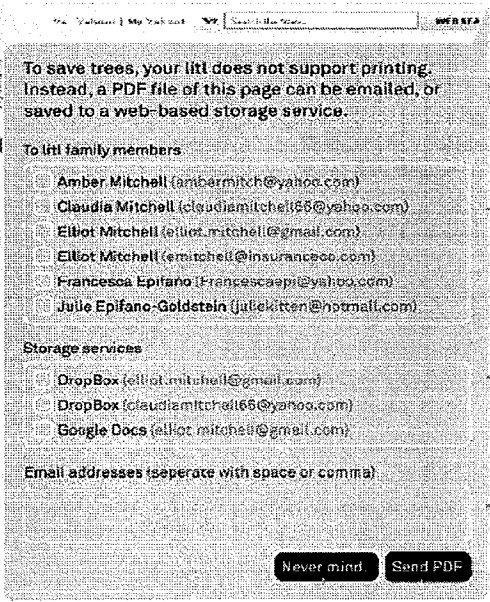 My Yahoo! WEB SEA
To save trees, your litl does not support printing.
Instead, a PDF file of this page can be emailed, or
saved to a web-based storage service.
To litl family members
Amber Mitchell (ambermitch@yahoo.com)
Claudia Mitchell (claudiamitchell66@yahoo.com)
Elliot Mitchell (elliot.mitchell@gmail.com)
Elliot Mitchell (emitchell@insuranceco.com)
Francesca Epifano (Francescaepi@yahoo.com)
Julie Epifano-Goldstein (juliekitten@hotmail.com)
Storage services
DropBox (elliot.mitchell@gmail.com)
DropBox (claudiamitchell66@yahoo.com)
Google Docs (elliot.mitchell@gmail.com)
Email addresses (seperate with space or comma)
Never mind. Send PDF